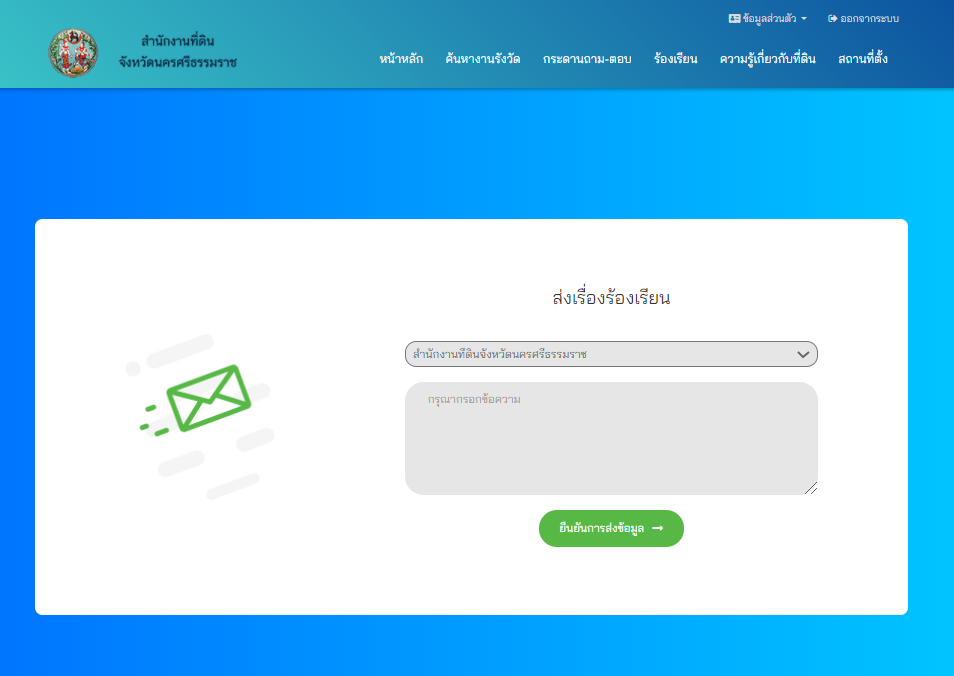 ข้อมูลส่วนตัว
ออกจากระบบ
สำนักงานที่ดิน
จังหวัดนครศรีธรรมราช
หน้าหลัก
ค้นหางานรังวัด
กระดานถาม-ตอบ
ร้องเรียน
ความรู้เกี่ยวกับที่ดิน
สถานที่ตั้ง
ส่งเรื่องร้องเรียน
สำนักงานที่ดินจังหวัดนครศรีธรรมราช
กรุณากรอกข้อความ
ยืนยันการส่งข้อมูล